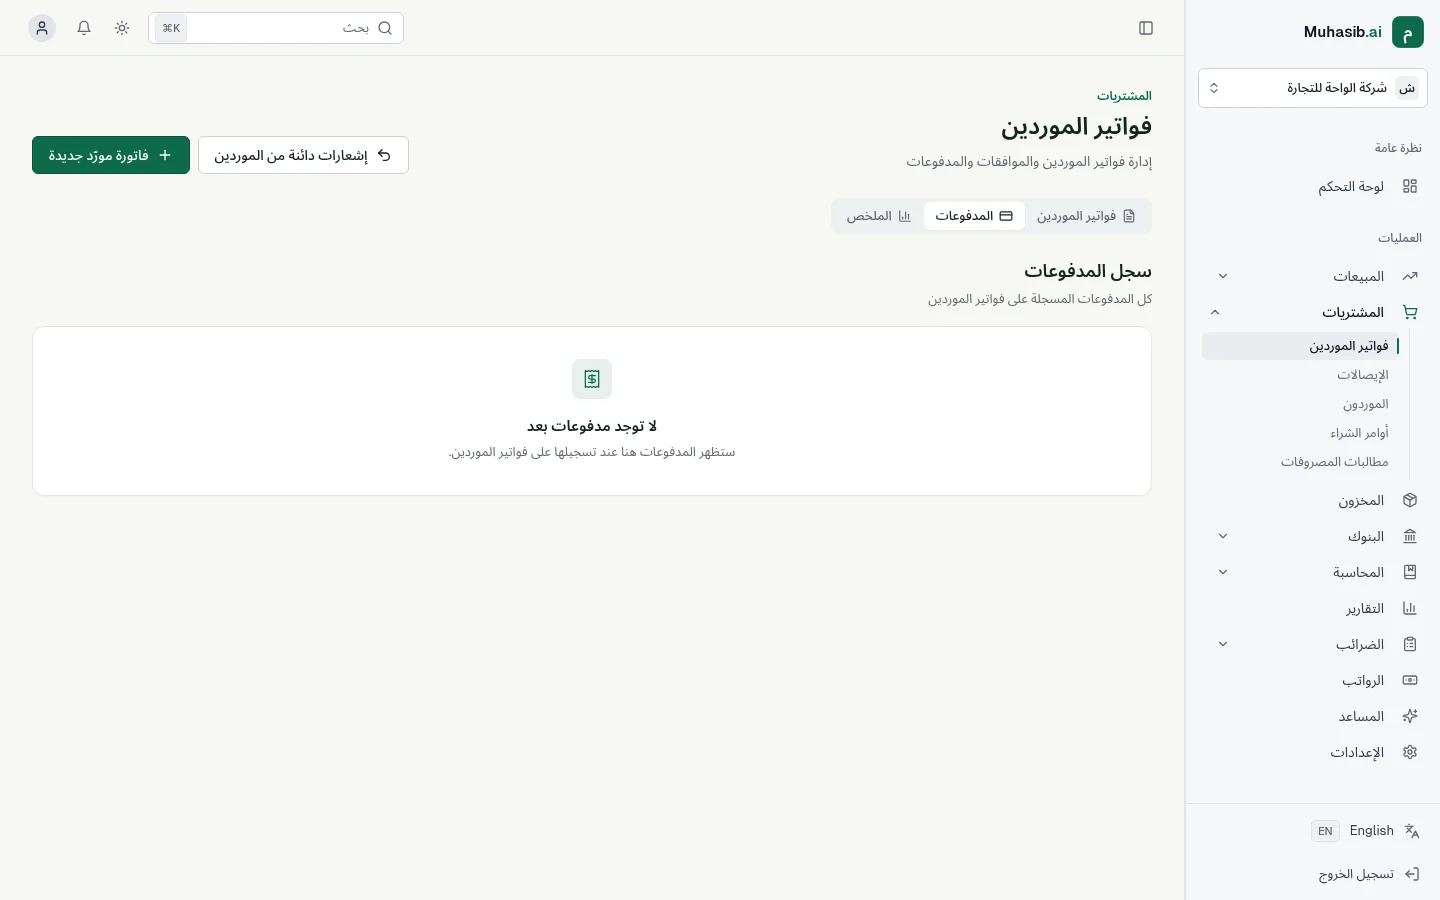 Muhasib.ai
م
ش
شركة الواحة للتجارة
نظرة عامة
لوحة التحكم
العمليات
المبيعات
المشتريات
فواتير الموردين
الإيصالات
الموردون
أوامر الشراء
مطالبات المصروفات
المخزون
البنوك
المحاسبة
التقارير
الضرائب
الرواتب
المساعد
الإعدادات
English
EN
تسجيل الخروج
بحث
⌘K
المشتريات
فواتير الموردين
إدارة فواتير الموردين والموافقات والمدفوعات
إشعارات دائنة من الموردين
فاتورة مورّد جديدة
فواتير الموردين
المدفوعات
الملخص
سجل المدفوعات
كل المدفوعات المسجلة على فواتير الموردين
لا توجد مدفوعات بعد
ستظهر المدفوعات هنا عند تسجيلها على فواتير الموردين.